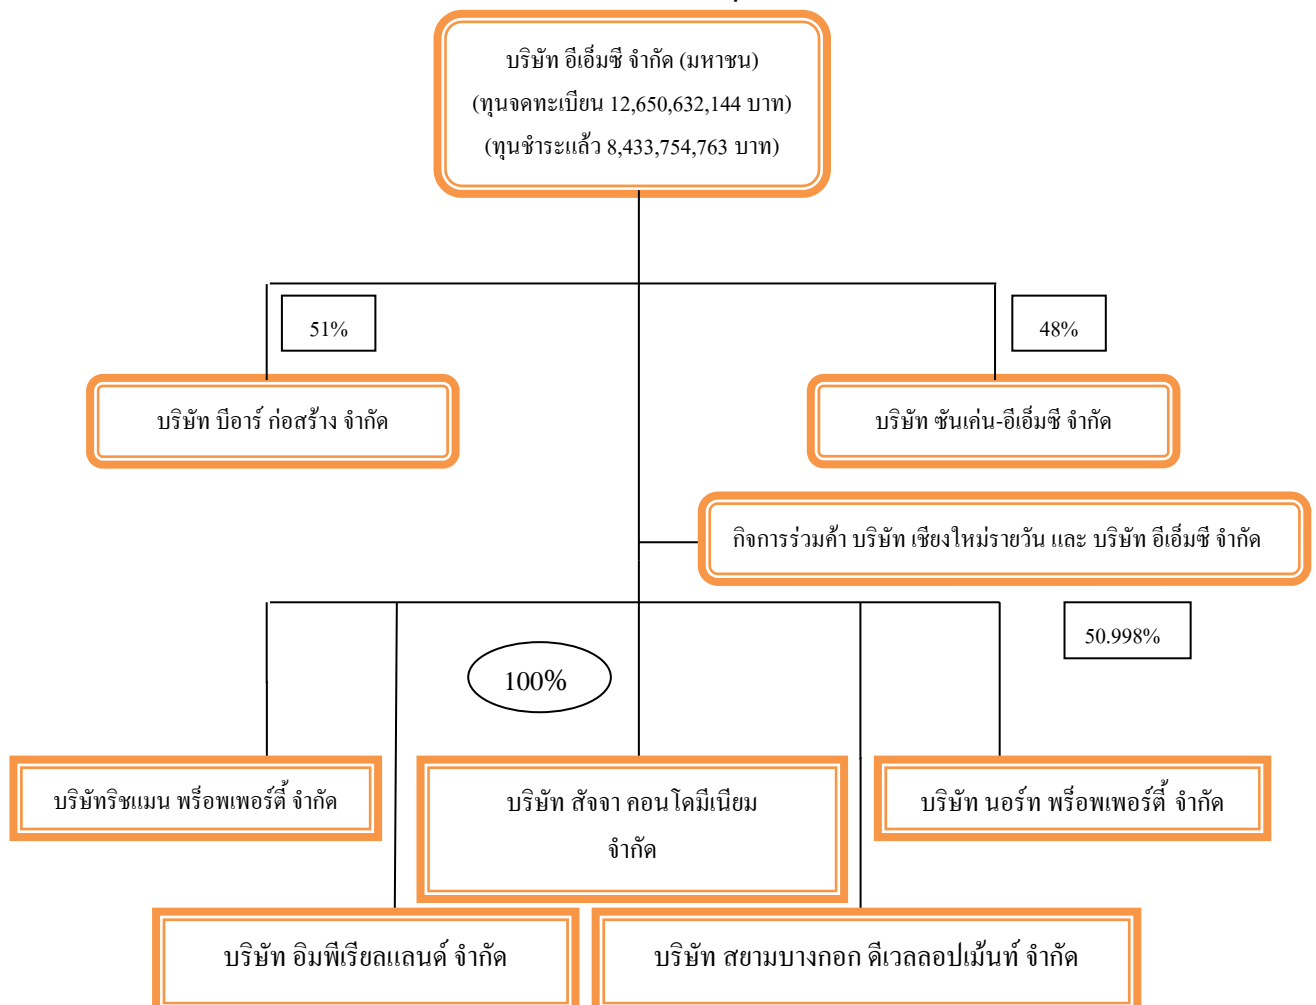 บริษัท อีเอ็มซี จำกัด (มหาชน)
(ทุนจดทะเบียน 12,650,632,144 บาท)
(ทุนชำระแล้ว 8,433,754,763 บาท)
51%
48%
บริษัท บีอาร์ ก่อสร้าง จำกัด
บริษัท ซันเค่น-อีเอ็มซี จำกัด
กิจการร่วมค้า บริษัท เชียงใหม่รายวัน และ บริษัท อีเอ็มซี จำกัด
50.998%
100%
บริษัทริชแมน พร็อพเพอร์ตี้ จำกัด
บริษัท สัจจา คอนโดมีเนียม
จำกัด
บริษัท นอร์ท พร็อพเพอร์ตี้ จำกัด
บริษัท อิมพีเรียลแลนด์ จำกัด
บริษัท สยามบางกอก ดีเวลลอปเม้นท์ จำกัด